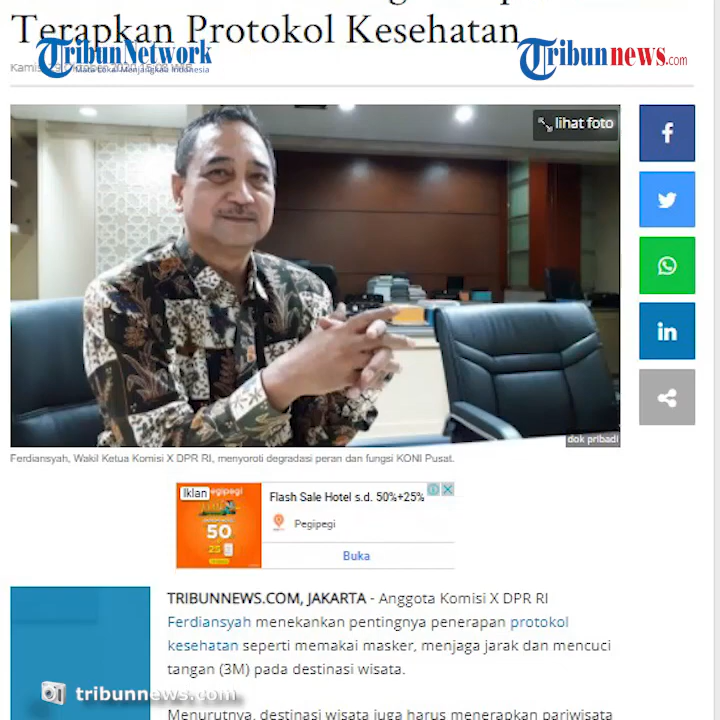 Terapkan Protokol Kesehatan
TribunNetwork
Mata Lokal Menjangkau Indonesia
Tribunnews.com
lihat foto
dok pribadi
Ferdiansyah, Wakil Ketua Komisi X DPR RI, menyoroti degradasi peran dan fungsi KONI Pusat.
Iklan
egipegi
50
25
Flash Sale Hotel s.d. 50%+25%
Pegipegi
Buka
TRIBUNNEWS.COM, JAKARTA - Anggota Komisi X DPR RI
Ferdiansyah menekankan pentingnya penerapan protokol
kesehatan seperti memakai masker, menjaga jarak dan mencuci
tangan (3M) pada destinasi wisata.
tribunnews.com
Menurutnya, destinasi wisata juga harus menerapkan pariwisata